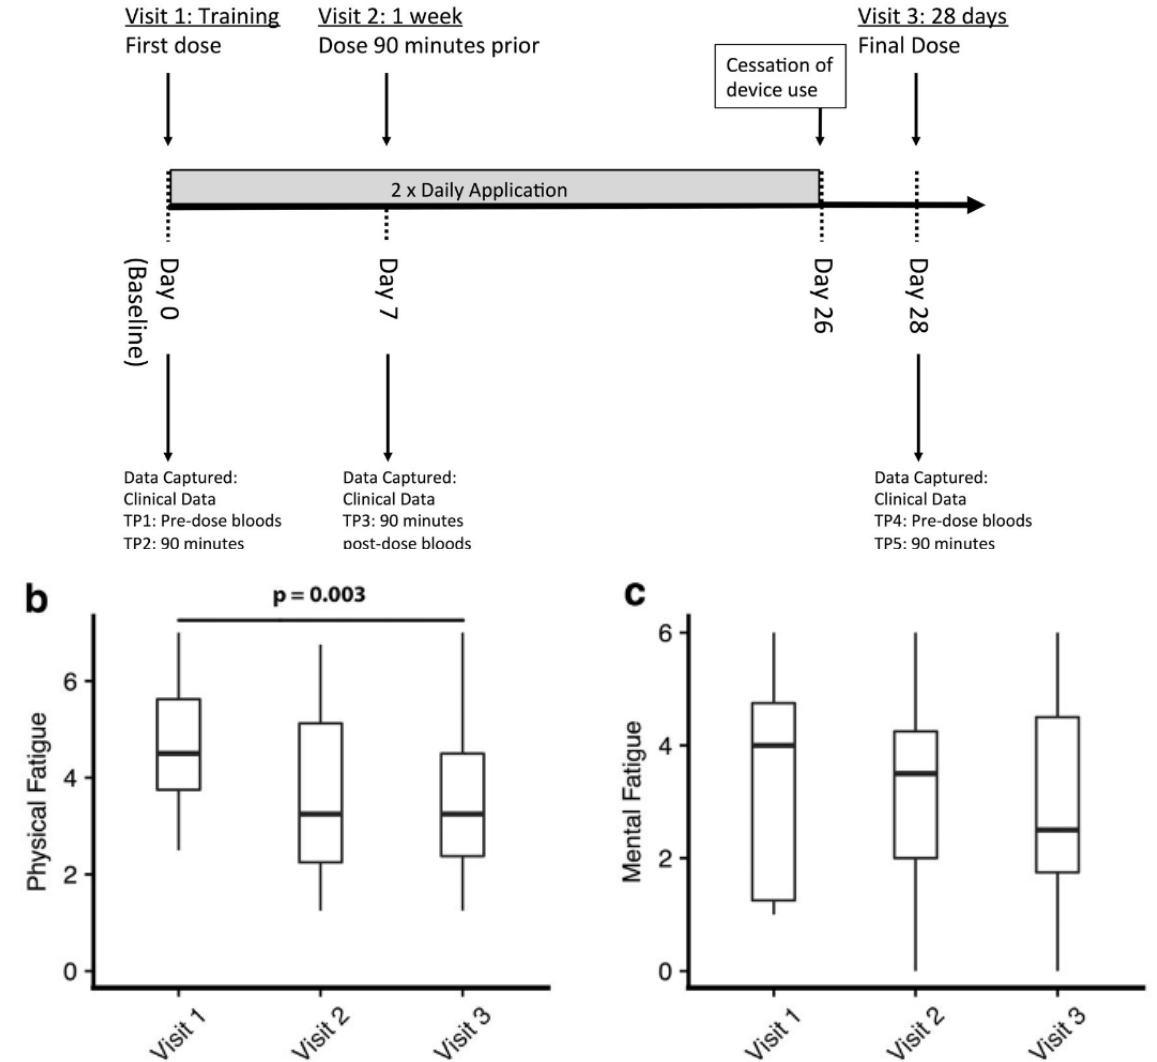 Visit 1: Training
First dose
Visit 2: 1 week
Dose 90 minutes prior
Visit 3: 28 days
Final Dose
Cessation of
device use
2 x Daily Application
Day 0
(Baseline)
Day 7
Day 26
Day 28
Data Captured:
Clinical Data
TP1: Pre-dose bloods
TP2: 90 minutes
Data Captured:
Clinical Data
TP3: 90 minutes
post-dose bloods
Data Captured:
Clinical Data
TP4: Pre-dose bloods
TP5: 90 minutes
b
p = 0.003
Physical Fatigue
6
4
2
0
Visit 1
Visit 2
Visit 3
c
Mental Fatigue
6
4
2
0
Visit 1
Visit 2
Visit 3